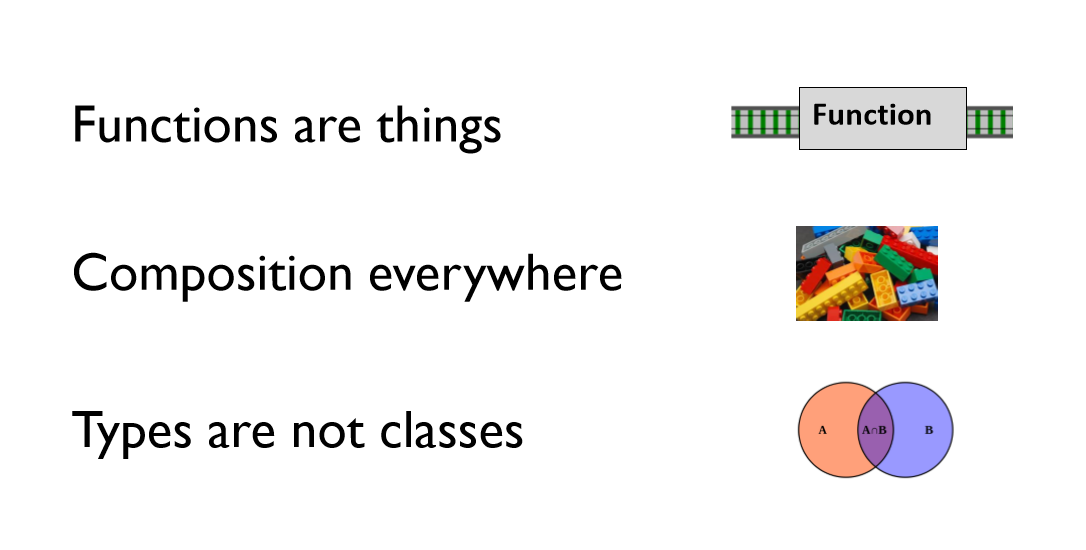 Functions are things
Function
Composition everywhere
Types are not classes
A
A∩B
B